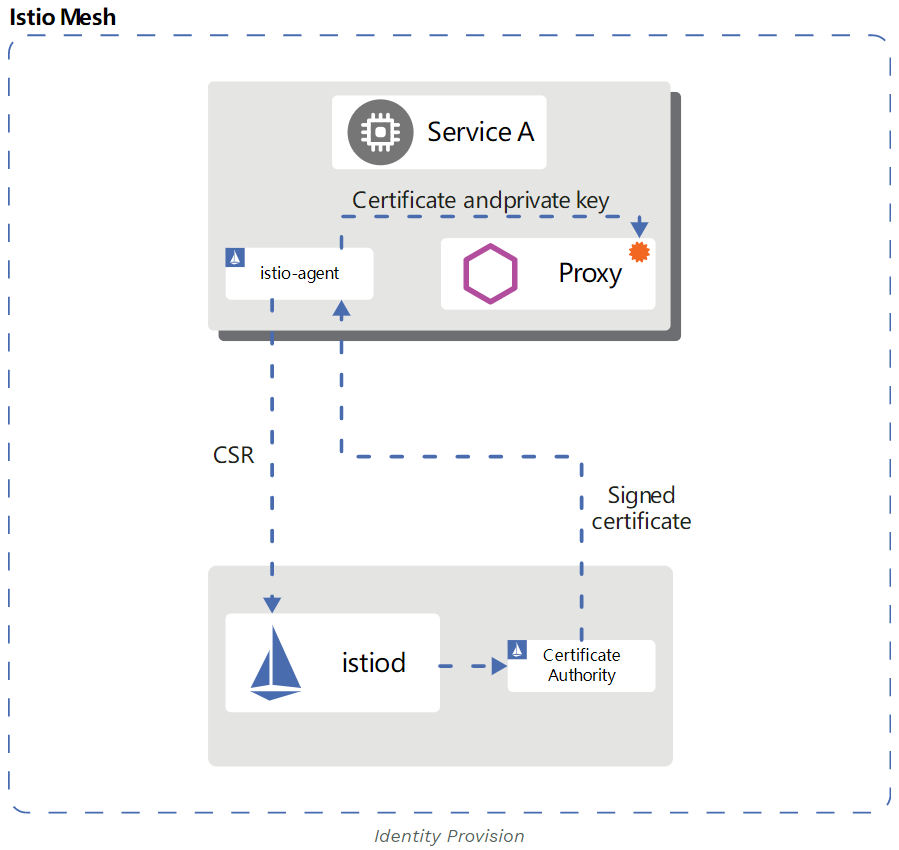 Istio Mesh
Service A
Certificate andprivate key
istio-agent
Proxy
CSR
Signed
certificate
istiod
Certificate
Authority
Identity Provision